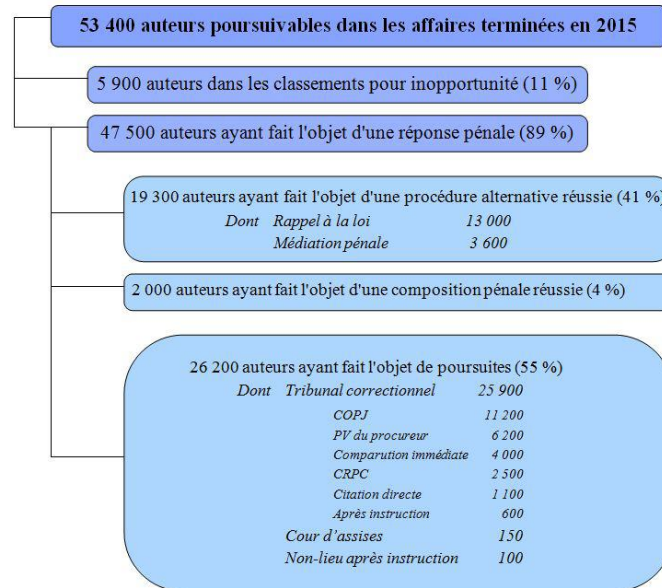 53 400 auteurs poursuivables dans les affaires terminées en 2015
5 900 auteurs dans les classements pour inopportunité (11 %)
47 500 auteurs ayant fait l'objet d'une réponse pénale (89 %)
19 300 auteurs ayant fait l'objet d'une procédure alternative réussie (41 %)
Dont Rappel à la loi 13 000
Médiation pénale 3 600
2 000 auteurs ayant fait l'objet d'une composition pénale réussie (4 %)
26 200 auteurs ayant fait l'objet de poursuites (55 %)
Dont Tribunal correctionnel 25 900
COPJ 11 200
PV du procureur 6 200
Comparution immédiate 4 000
CRPC 2 500
Citation directe 1 100
Après instruction 600
Cour d’assises 150
Non-lieu après instruction 100